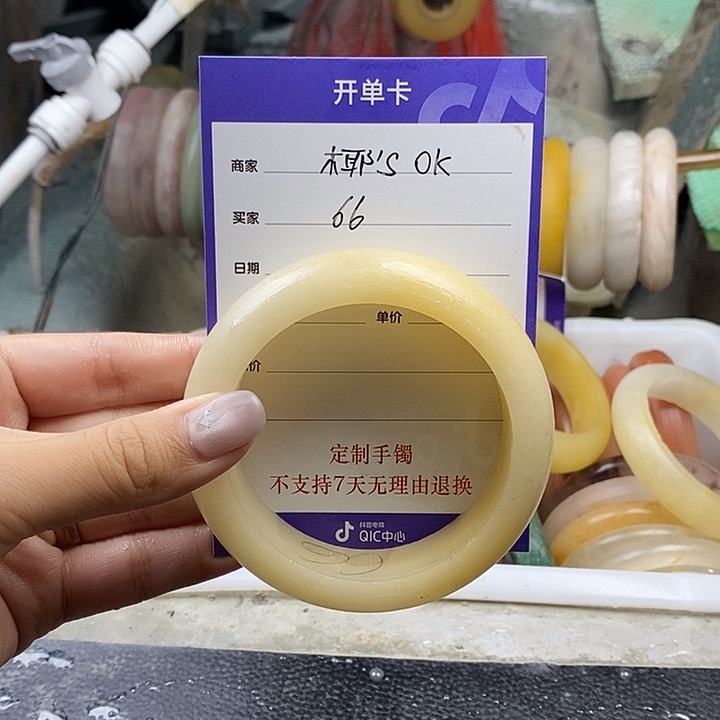 开单卡
商家 椰'S OK
买家 66
日期
单价
价
定制手镯
不支持7天无理由退换
抖音电商
QIC中心